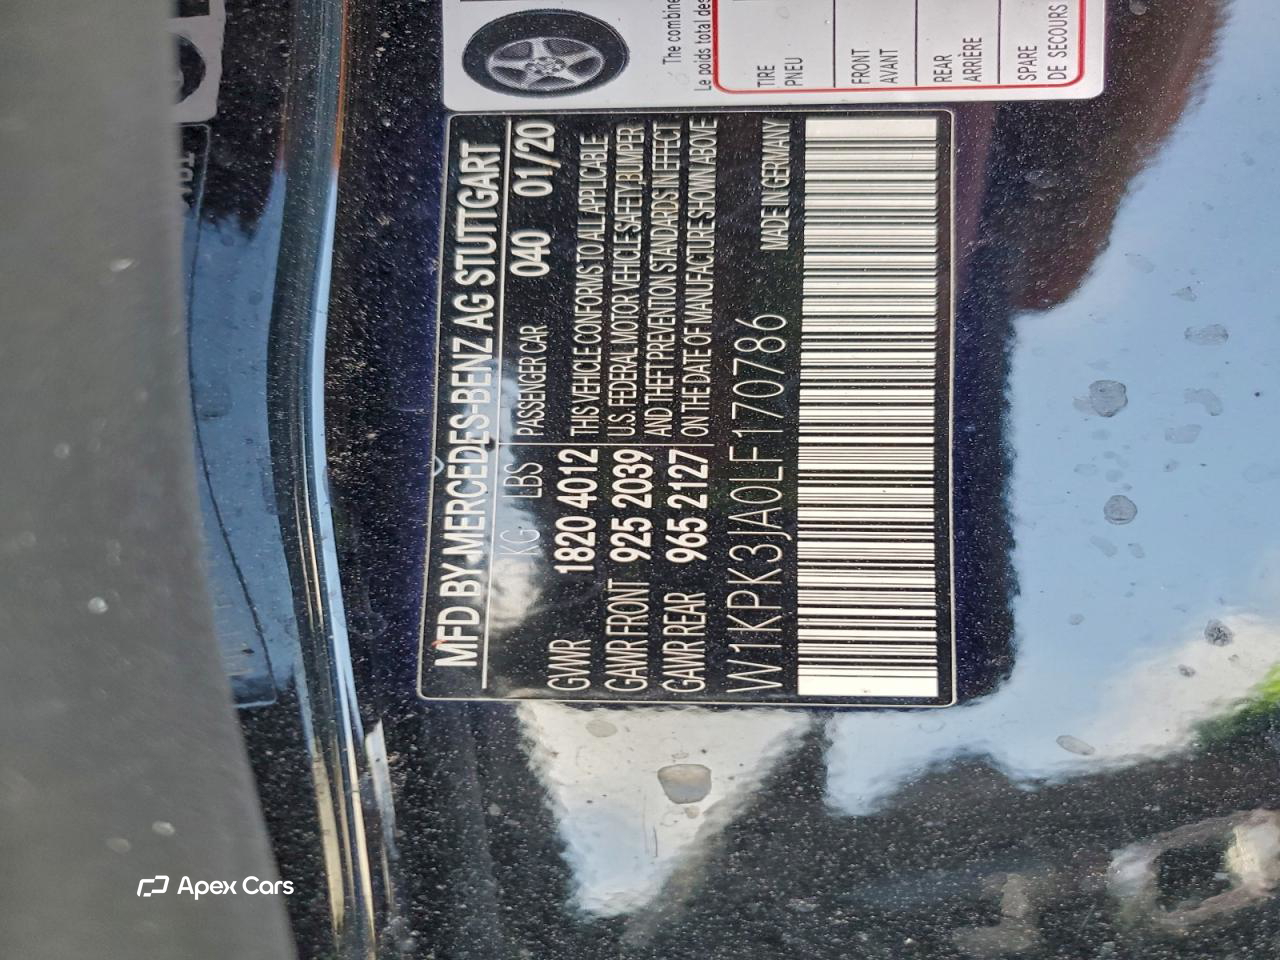 The combine
Le poids total des
TIRE
PNEU
FRONT
AVANT
REAR
ARRIÈRE
SPARE
DE SECOURS
MFD BY MERCEDES-BENZ AG STUTTGART
KG LBS PASSENGER CAR 040 01/20
GVWR 1820 4012
GAWR FRONT 925 2039
GAWR REAR 965 2127
THIS VEHICLE CONFORMS TO ALL APPLICABLE
U.S. FEDERAL MOTOR VEHICLE SAFETY BUMPER
AND THEFT PREVENTION STANDARDS IN EFFECT
ON THE DATE OF MANUFACTURE SHOWN ABOVE
W1KPK3JA0LF170786 MADE IN GERMANY
Apex Cars